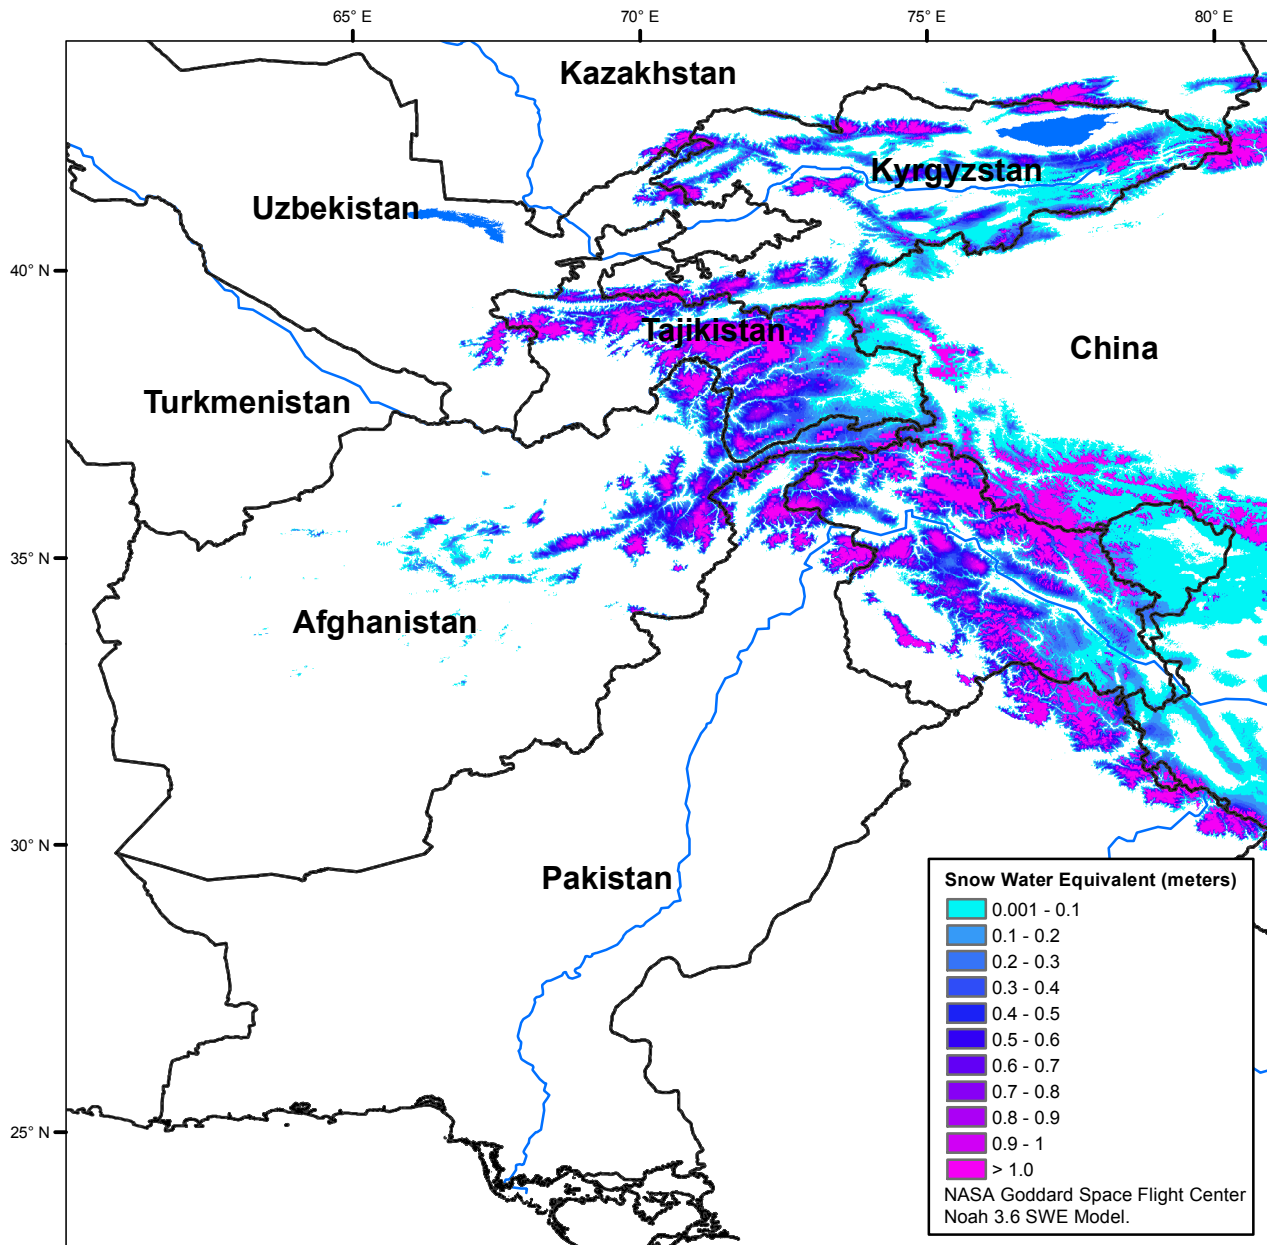 65° E
70° E
75° E
80° E
Kazakhstan
Kyrgyzstan
Uzbekistan
40° N
Tajikistan
China
Turkmenistan
35° N
Afghanistan
30° N
Pakistan
25° N
Snow Water Equivalent (meters)
0.001 - 0.1
0.1 - 0.2
0.2 - 0.3
0.3 - 0.4
0.4 - 0.5
0.5 - 0.6
0.6 - 0.7
0.7 - 0.8
0.8 - 0.9
0.9 - 1
> 1.0
NASA Goddard Space Flight Center
Noah 3.6 SWE Model.